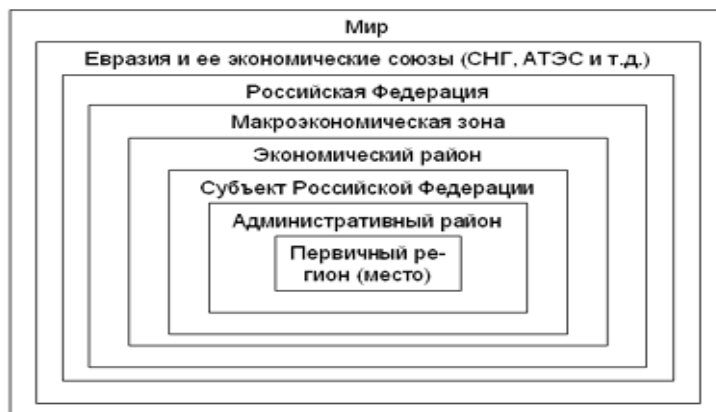 Мир
Евразия и ее экономические союзы (СНГ, АТЭС и т.д.)
Российская Федерация
Макроэкономическая зона
Экономический район
Субъект Российской Федерации
Административный район
Первичный ре-
гион (место)